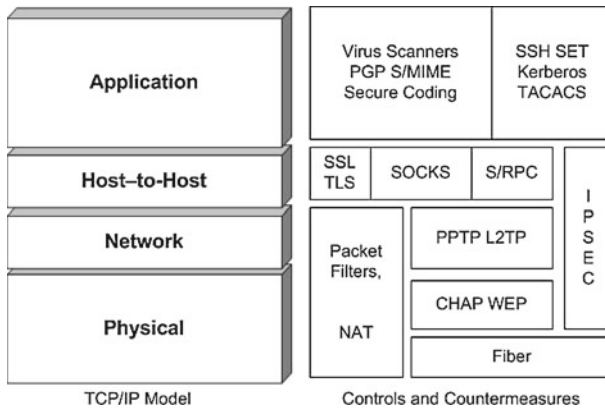 Application
Host–to-Host
Network
Physical
TCP/IP Model
Virus Scanners
PGP S/MIME
Secure Coding
SSH SET
Kerberos
TACACS
SSL
TLS
SOCKS
S/RPC
I
P
S
E
C
Packet
Filters,
NAT
PPTP L2TP
CHAP WEP
Fiber
Controls and Countermeasures